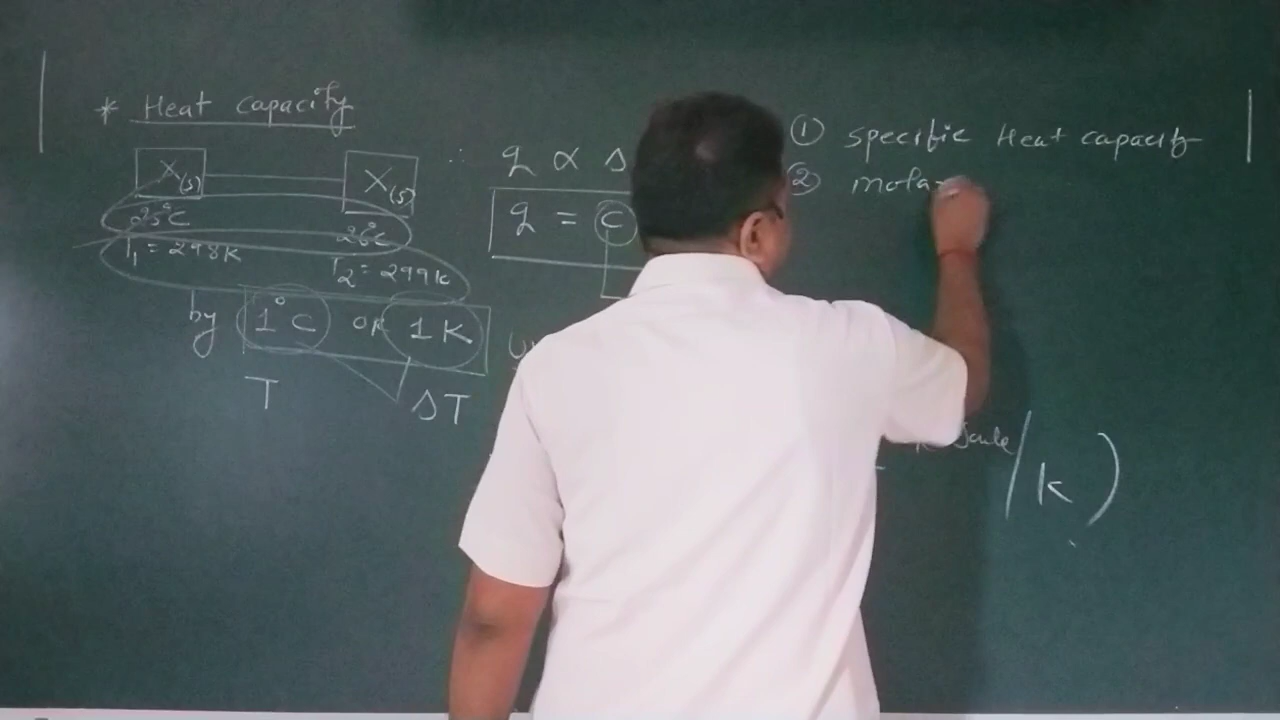 * Heat capacity
X(s) X(s)
25°C 26°C
T₁ = 298K T₂ = 299K
by 1°C or 1K
T ΔT
∴ q ∝ Δ
q = C
① specific Heat capacity
② mola
Joule/K)